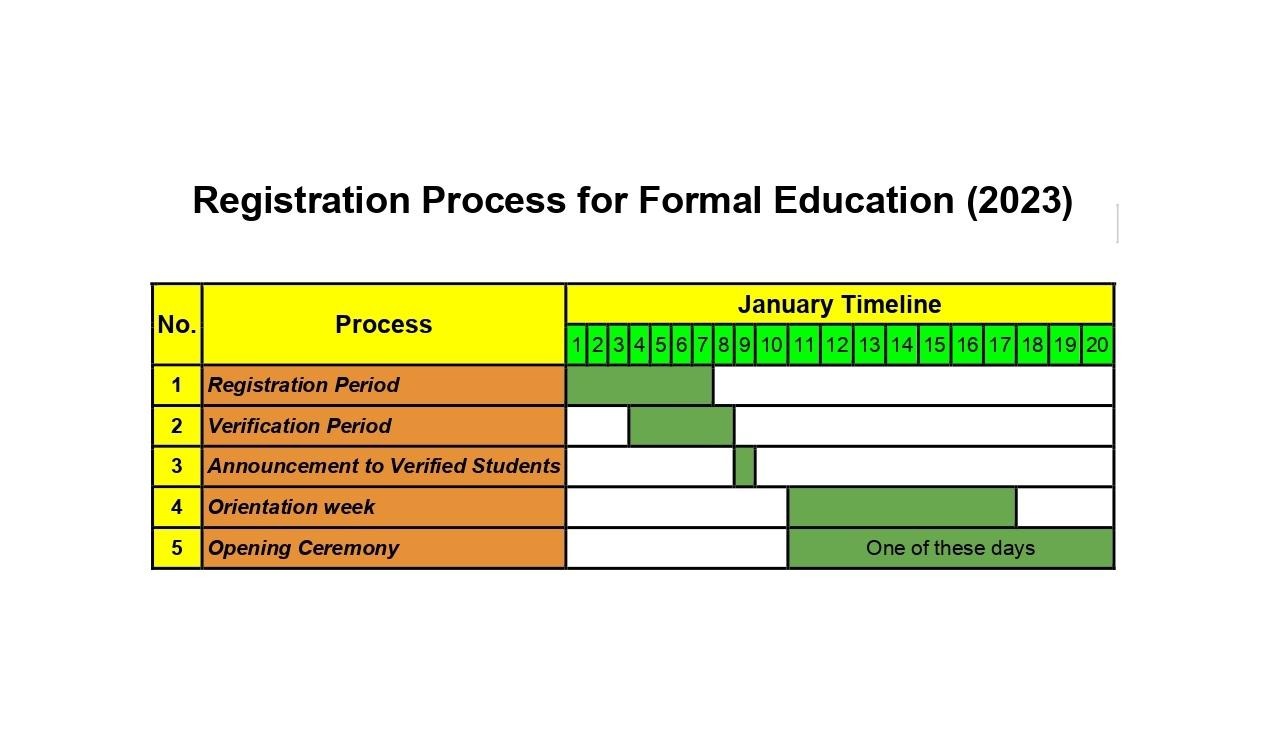 Registration Process for Formal Education (2023)
No. Process January Timeline
1 2 3 4 5 6 7 8 9 10 11 12 13 14 15 16 17 18 19 20
1 Registration Period
2 Verification Period
3 Announcement to Verified Students
4 Orientation week
5 Opening Ceremony One of these days